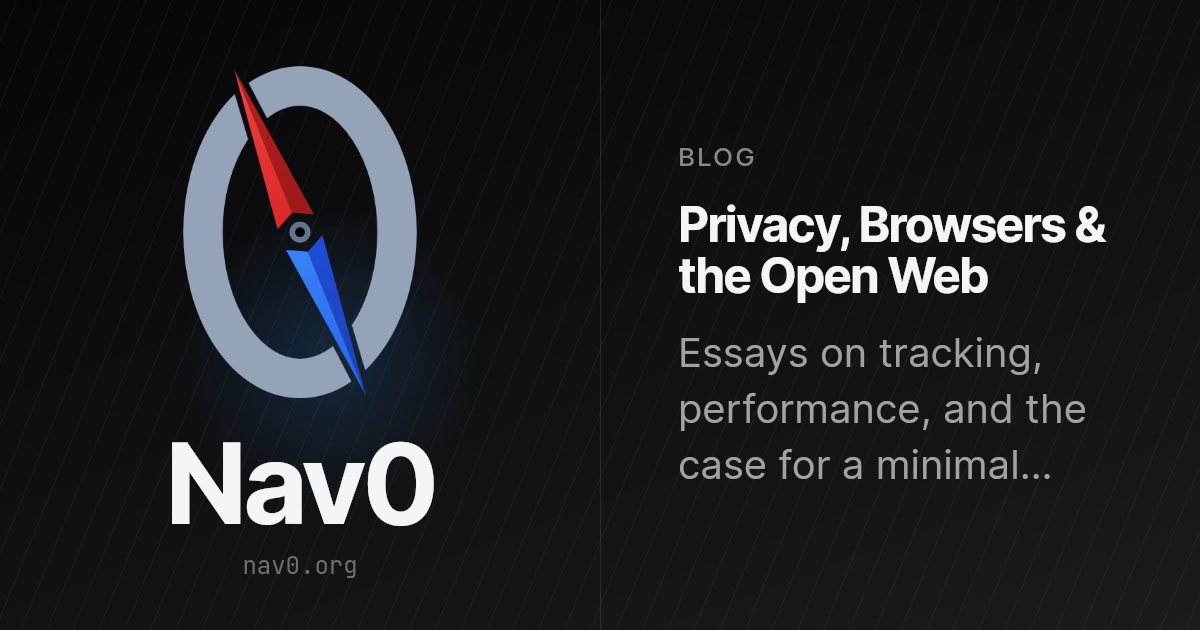 Nav0
nav0.org
BLOG
Privacy, Browsers &
the Open Web
Essays on tracking,
performance, and the
case for a minimal...